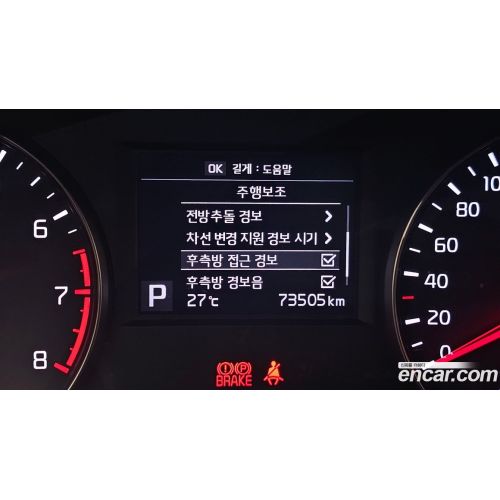 OK 길게 : 도움말
주행보조
전방추돌 경보
차선 변경 지원 경보 시기
후측방 접근 경보
후측방 경보음
P 27℃ 73505 km
6
7
8
100
80
60
40
20
0
BRAKE
encar.com